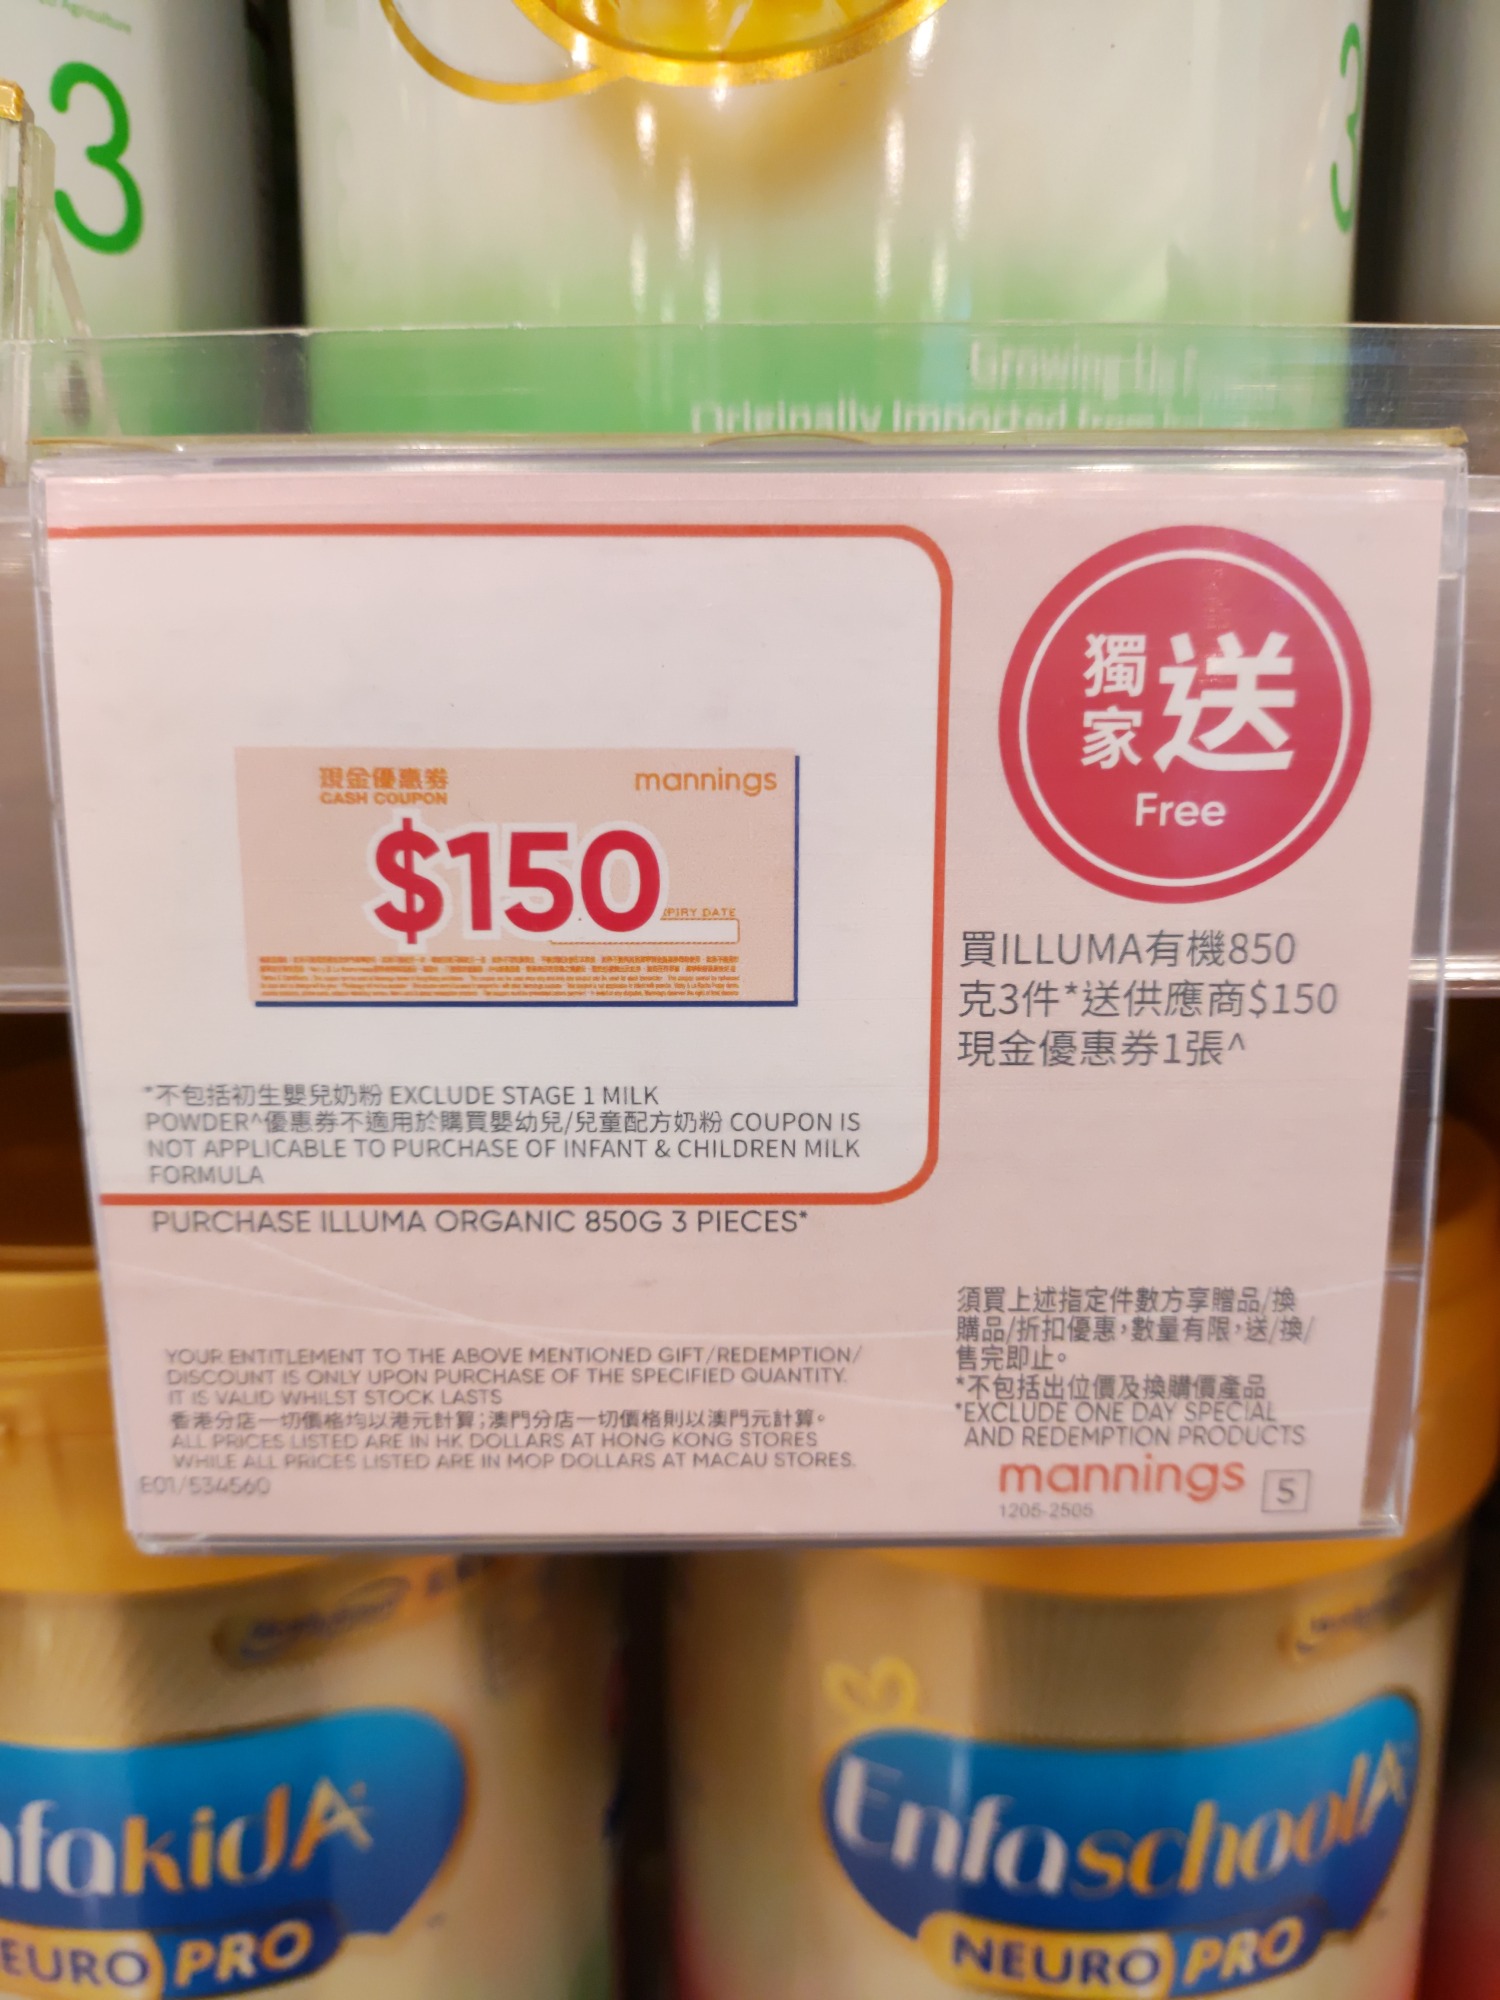 3
3
Growing Up F
Originally Imported from
獨家送
Free
現金優惠券
CASH COUPON
mannings
$150
PIRY DATE
買ILLUMA有機850
克3件*送供應商$150
現金優惠券1張^
*不包括初生嬰兒奶粉 EXCLUDE STAGE 1 MILK
POWDER^優惠券不適用於購買嬰幼兒/兒童配方奶粉 COUPON IS
NOT APPLICABLE TO PURCHASE OF INFANT & CHILDREN MILK
FORMULA
PURCHASE ILLUMA ORGANIC 850G 3 PIECES*
須買上述指定件數方享贈品/換
購品/折扣優惠,數量有限,送/換/
售完即止。
*不包括出位價及換購價產品
*EXCLUDE ONE DAY SPECIAL
AND REDEMPTION PRODUCTS
YOUR ENTITLEMENT TO THE ABOVE MENTIONED GIFT/REDEMPTION/
DISCOUNT IS ONLY UPON PURCHASE OF THE SPECIFIED QUANTITY.
IT IS VALID WHILST STOCK LASTS
香港分店一切價格均以港元計算;澳門分店一切價格則以澳門元計算。
ALL PRICES LISTED ARE IN HK DOLLARS AT HONG KONG STORES
WHILE ALL PRICES LISTED ARE IN MOP DOLLARS AT MACAU STORES.
E01/534560
mannings 5
1205-2505
nfakidA+
EURO PRO
EnfaschoolA+
NEURO PRO